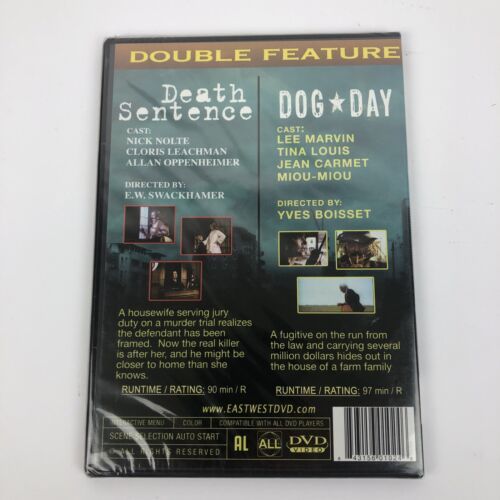 DOUBLE FEATURE
Death
Sentence
CAST:
NICK NOLTE
CLORIS LEACHMAN
ALLAN OPPENHEIMER
DIRECTED BY:
E.W. SWACKHAMER
A housewife serving jury
duty on a murder trial realizes
the defendant has been
framed. Now the real killer
is after her, and he might be
closer to home than she
knows.
RUNTIME / RATING: 90 min / R
DOG★DAY
CAST:
LEE MARVIN
TINA LOUIS
JEAN CARMET
MIOU-MIOU
DIRECTED BY:
YVES BOISSET
A fugitive on the run from
the law and carrying several
million dollars hides out in
the house of a farm family
RUNTIME / RATING: 97 min / R
WWW.EASTWESTDVD.COM
INTERACTIVE MENU COLOR COMPATIBLE WITH ALL DVD PLAYERS
SCENE SELECTION AUTO START
© ALL RIGHTS RESERVED
AL
ALL
DVD
VIDEO
43156 01024